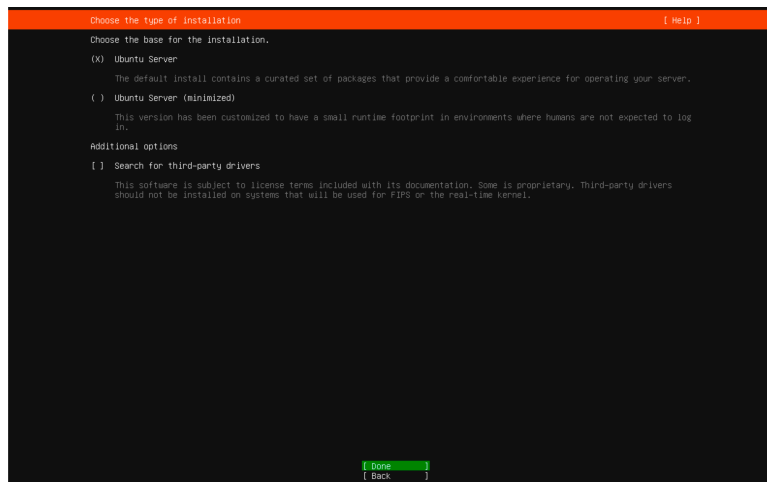 Choose the type of installation [ Help ]
Choose the base for the installation.
(X) Ubuntu Server
The default install contains a curated set of packages that provide a comfortable experience for operating your server.
( ) Ubuntu Server (minimized)
This version has been customized to have a small runtime footprint in environments where humans are not expected to log
in.
Additional options
[ ] Search for third-party drivers
This software is subject to license terms included with its documentation. Some is proprietary. Third-party drivers
should not be installed on systems that will be used for FIPS or the real-time kernel.
[ Done ]
[ Back ]